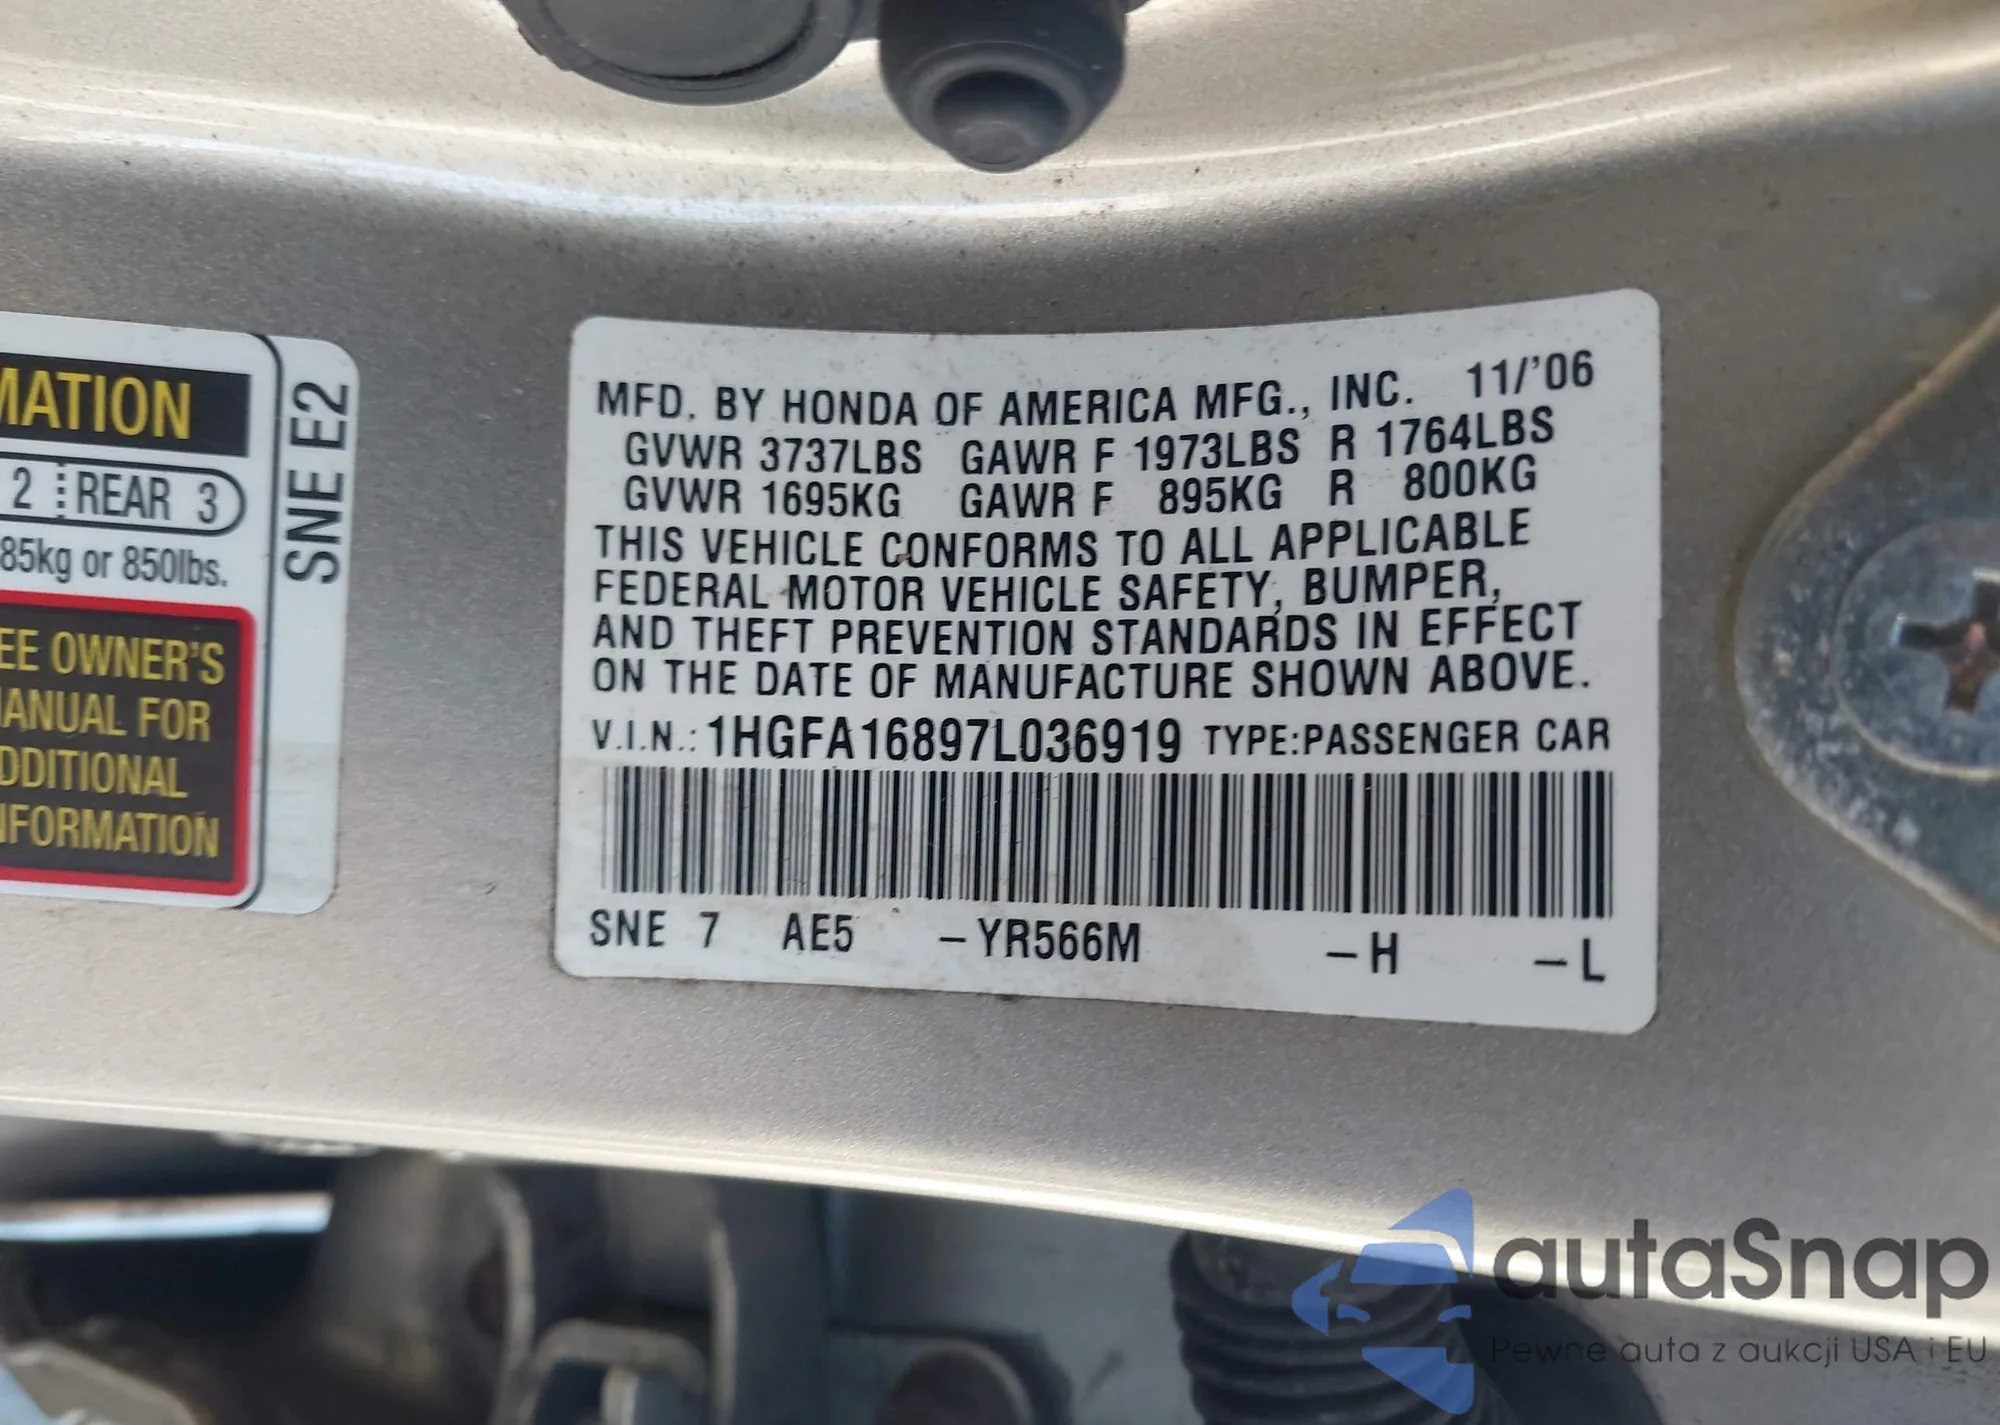 MATION
2 REAR 3
85kg or 850lbs.
EE OWNER'S
ANUAL FOR
DDITIONAL
NFORMATION
SNE E2
MFD. BY HONDA OF AMERICA MFG., INC. 11/'06
GVWR 3737LBS GAWR F 1973LBS R 1764LBS
GVWR 1695KG GAWR F 895KG R 800KG
THIS VEHICLE CONFORMS TO ALL APPLICABLE
FEDERAL MOTOR VEHICLE SAFETY, BUMPER,
AND THEFT PREVENTION STANDARDS IN EFFECT
ON THE DATE OF MANUFACTURE SHOWN ABOVE.
V.I.N.: 1HGFA16897L036919 TYPE:PASSENGER CAR
SNE 7 AE5 –YR566M –H –L
autaSnap
Pewne auta z aukcji USA i EU